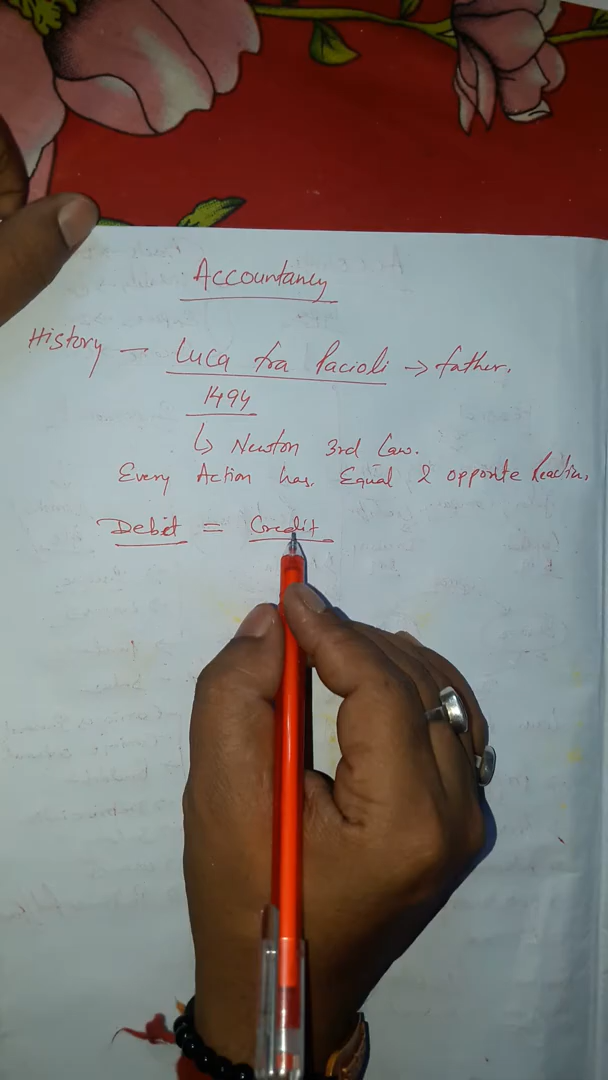 Accountancy
History - Luca fra Pacioli → father.
1494
↳ Newton 3rd Law.
Every Action has Equal & opposite Reaction.
Debit = Credit